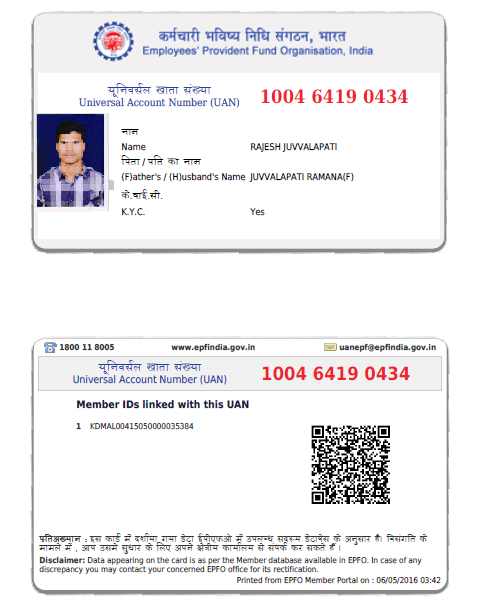 कर्मचारी भविष्य निधि संगठन, भारत
Employees' Provident Fund Organisation, India
यूनिवर्सल खाता संख्या
Universal Account Number (UAN)
1004 6419 0434
नाम
Name RAJESH JUVVALAPATI
पिता / पति का नाम
(F)ather's / (H)usband's Name JUVVALAPATI RAMANA(F)
के.वाई.सी.
K.Y.C. Yes
1800 11 8005 www.epfindia.gov.in uanepf@epfindia.gov.in
यूनिवर्सल खाता संख्या
Universal Account Number (UAN)
1004 6419 0434
Member IDs linked with this UAN
1 KDMAL00415050000035384
इस कार्ड में दर्शाया गया डेटा ईपीएफओ में उपलब्ध सदस्य डेटाबेस के अनुसार है। विसंगति के
मामले में , आप उसमें सुधार के लिए अपने क्षेत्रीय कार्यालय से संपर्क कर सकते हैं ।
Disclaimer: Data appearing on the card is as per the Member database available in EPFO. In case of any
discrepancy you may contact your concerned EPFO office for its rectification.
Printed from EPFO Member Portal on : 06/05/2016 03:42